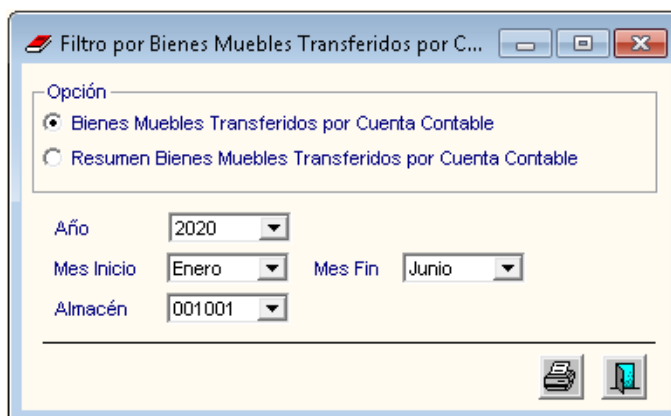 Filtro por Bienes Muebles Transferidos por C...
Opción
Bienes Muebles Transferidos por Cuenta Contable
Resumen Bienes Muebles Transferidos por Cuenta Contable
Año 2020
Mes Inicio Enero Mes Fin Junio
Almacén 001001